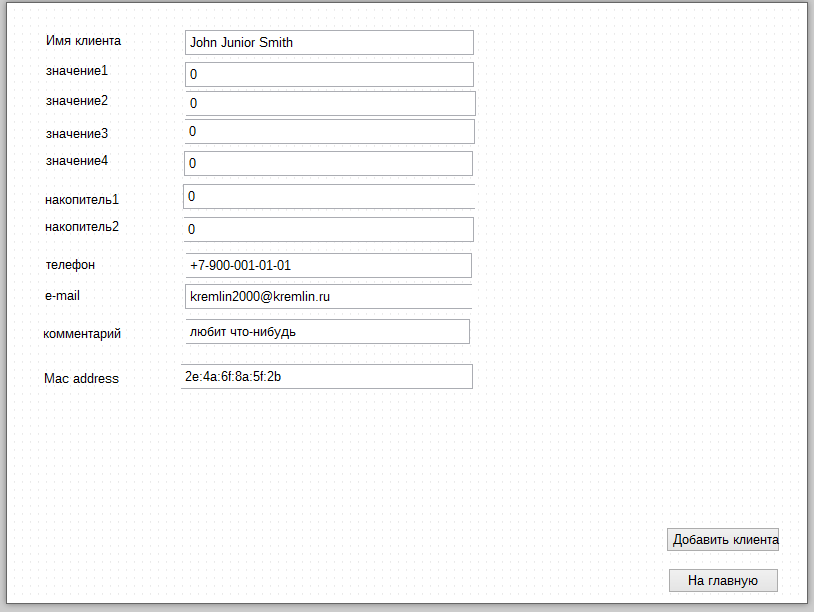 Имя клиента John Junior Smith
значение1 0
значение2 0
значение3 0
значение4 0
накопитель1 0
накопитель2 0
телефон +7-900-001-01-01
e-mail kremlin2000@kremlin.ru
комментарий любит что-нибудь
Mac address 2e:4a:6f:8a:5f:2b
Добавить клиента
На главную